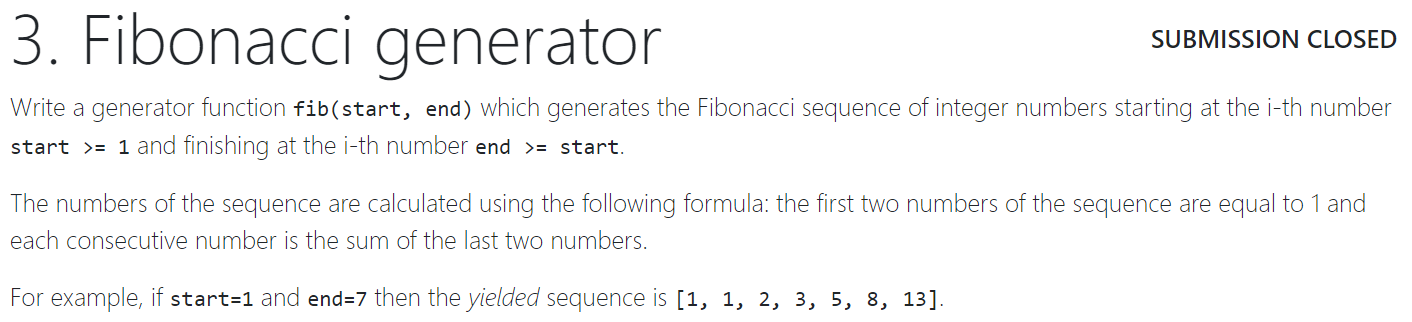 3. Fibonacci generator
SUBMISSION CLOSED
Write a generator function fib(start, end) which generates the Fibonacci sequence of integer numbers starting at the i-th number
start >= 1 and finishing at the i-th number end >= start.
The numbers of the sequence are calculated using the following formula: the first two numbers of the sequence are equal to 1 and
each consecutive number is the sum of the last two numbers.
For example, if start=1 and end=7 then the yielded sequence is [1, 1, 2, 3, 5, 8, 13].